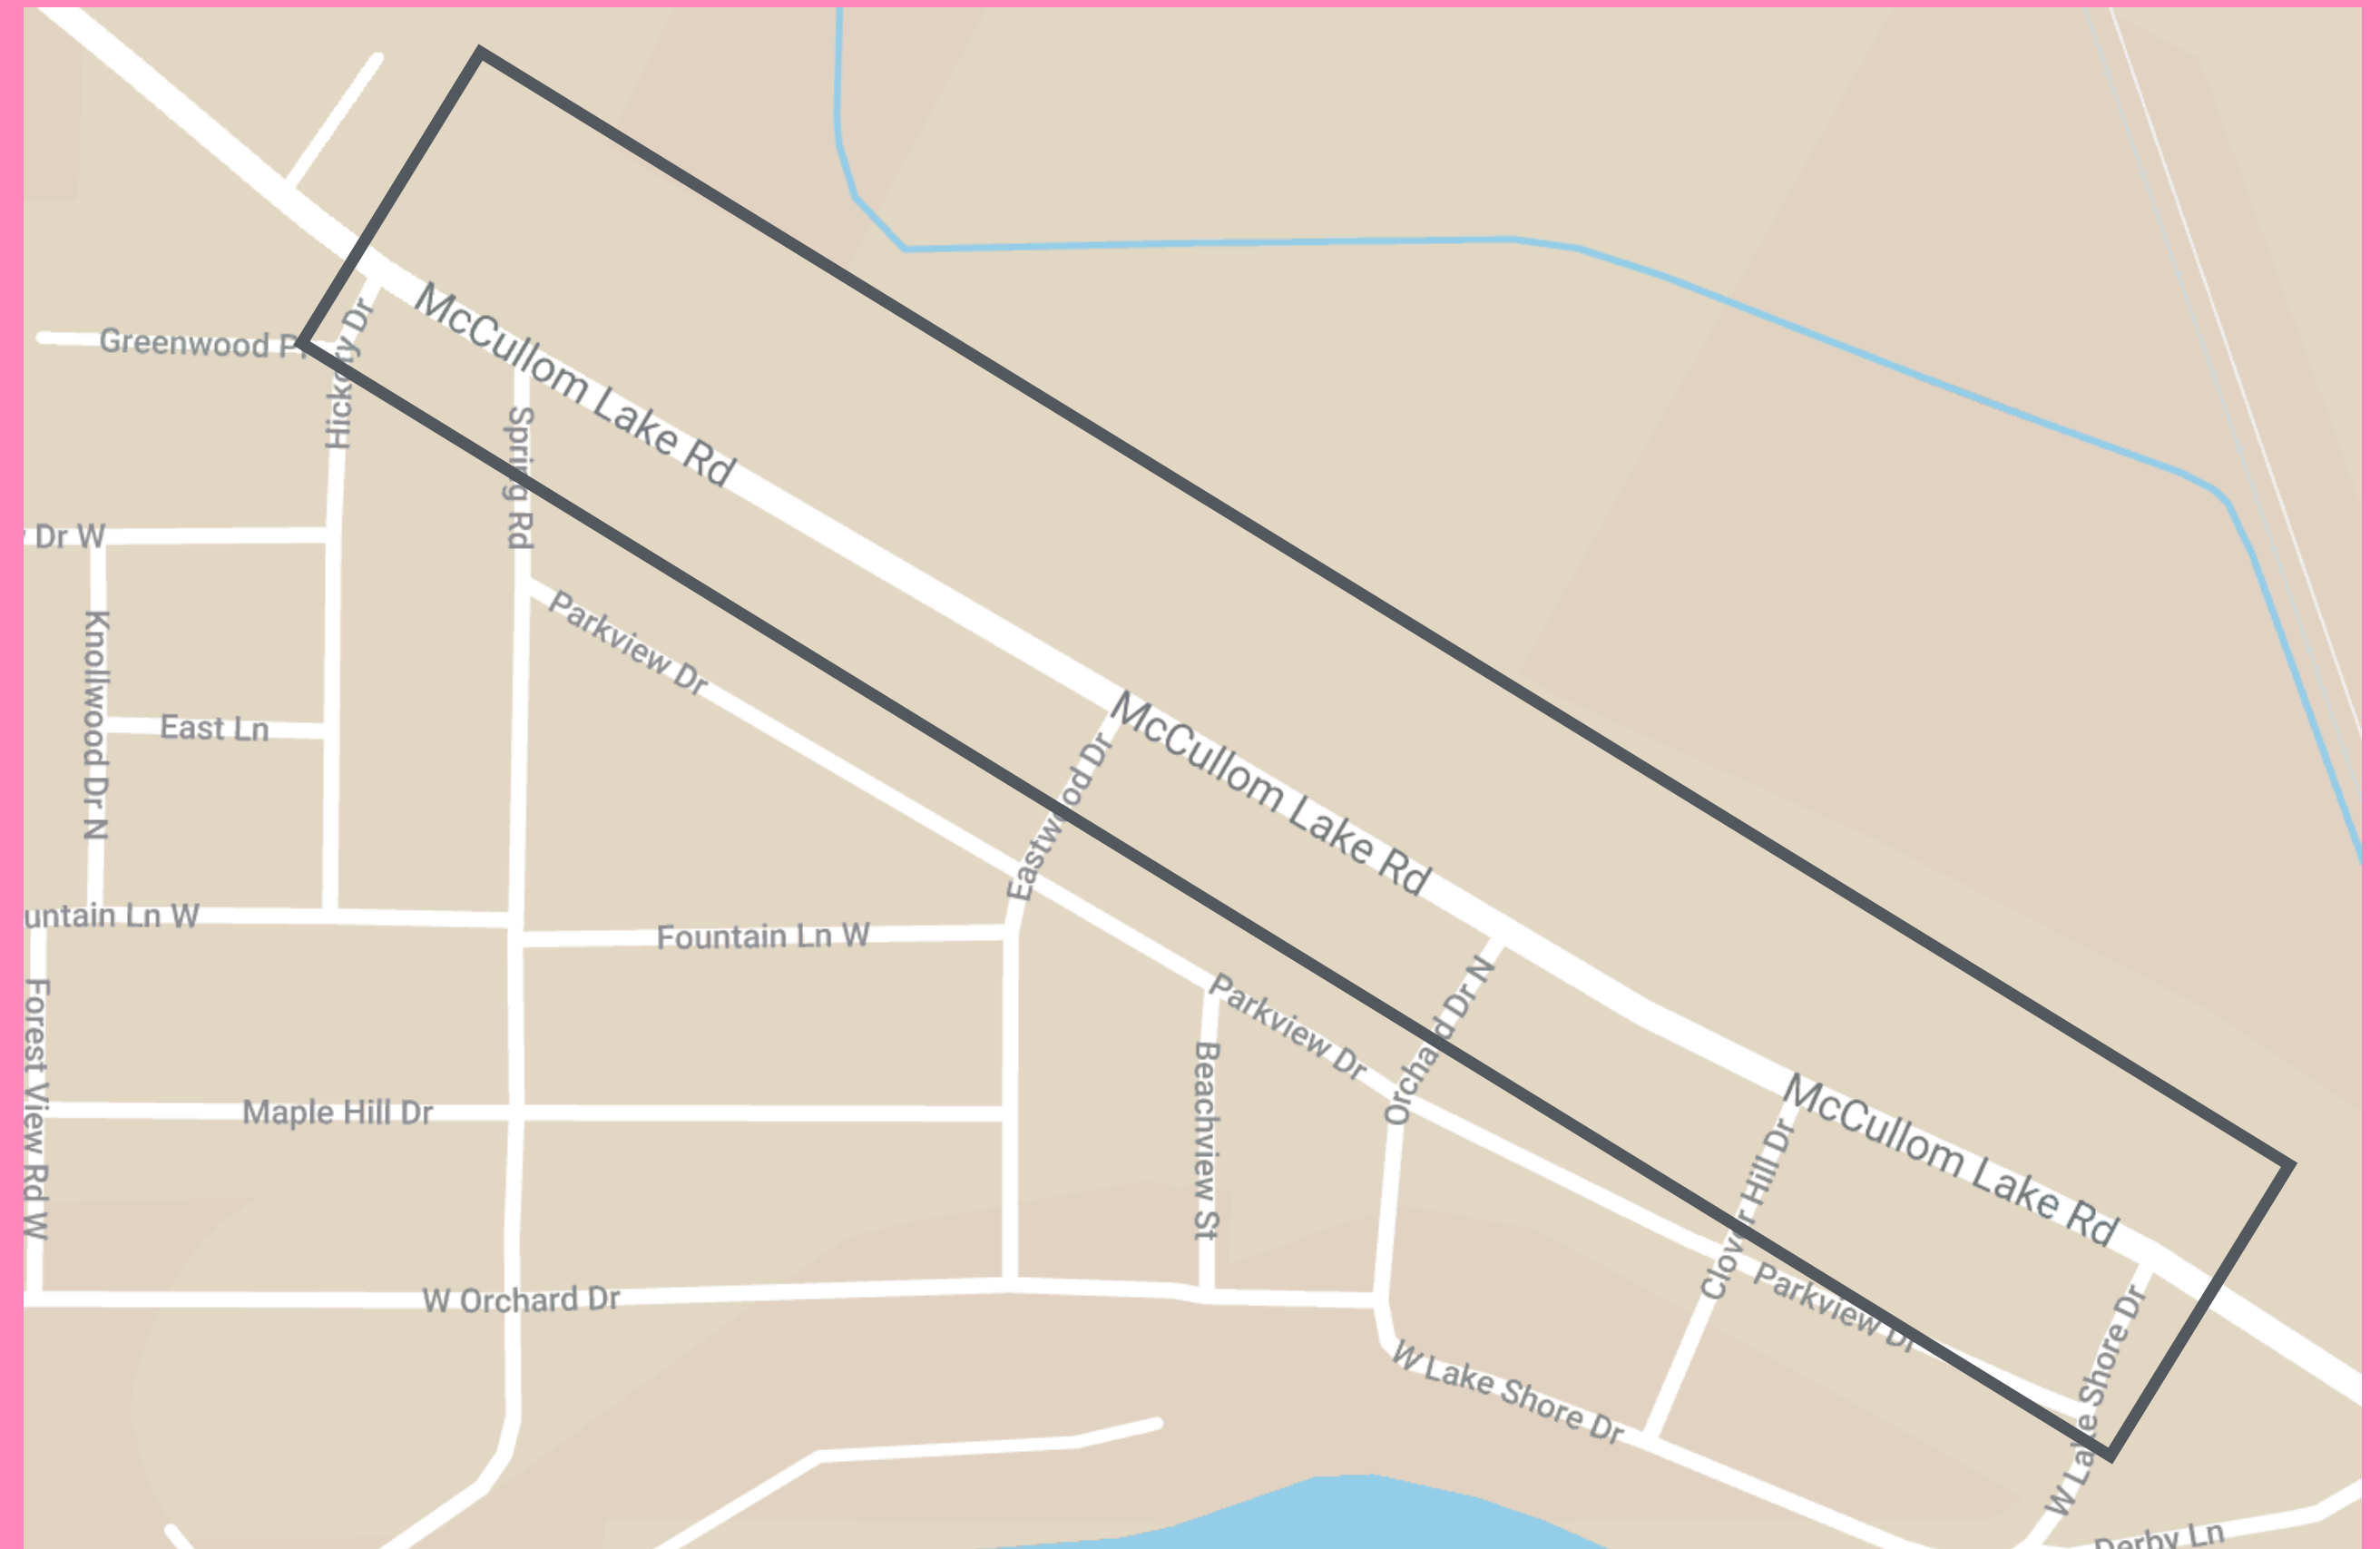 McCullom Lake Rd
Greenwood Pl
Hickory Dr
Spring Rd
Dr W
Parkview Dr
Knollwood Dr N
East Ln
McCullom Lake Rd
Eastwood Dr
untain Ln W
Fountain Ln W
Orchard Dr N
Parkview Dr
Forest View Rd W
Beachview St
Maple Hill Dr
McCullom Lake Rd
Clover Hill Dr
W Orchard Dr
Parkview Dr
W Lake Shore Dr
W Lake Shore Dr
Derby Ln